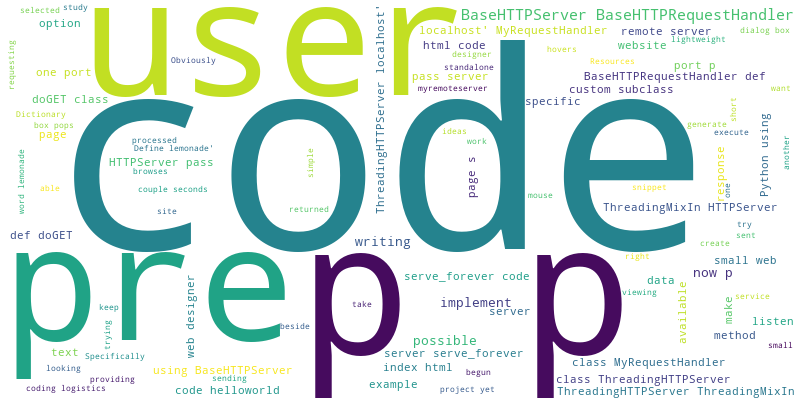 selected
study
option
requesting
Obviously
one port
doGET class
Dictionary
box pops
page
user
BaseHTTPServer BaseHTTPRequestHandler
localhost' MyRequestHandler
remote server
dialog box
html code
designer
hovers
website
lightweight
standalone
Resources
port p
pass server
BaseHTTPRequestHandler def
myremoteserver
custom subclass
want
specific
code
ThreadingHTTPServer localhost'
processed
Define lemonade'
HTTPServer pass
browses
simple
couple seconds
able
word lemonade
site
returned
ideas
work
page s
mouse
generate
short
execute
response
snippet
one
Python using
another
ThreadingMixIn HTTPServer
def doGET
writing
try
sent
create
pre
p
p
right
small web
serve_forever code
data
now p
viewing
service
web designer
take
implement
server
available
make
listen
keep
trying
beside
text
Specifically
possible
method
small
looking
server serve_forever
using BaseHTTPServer
index html
class MyRequestHandler
providing
sending
begun
class ThreadingHTTPServer
coding logistics
code helloworld
example
project yet
ThreadingHTTPServer ThreadingMixIn